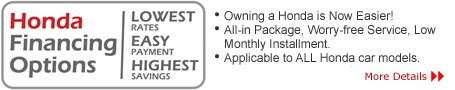 Honda
Financing
Options
LOWEST
RATES
EASY
PAYMENT
HIGHEST
SAVINGS
• Owning a Honda is Now Easier!
• All-in Package, Worry-free Service, Low
Monthly Installment.
• Applicable to ALL Honda car models.
More Details